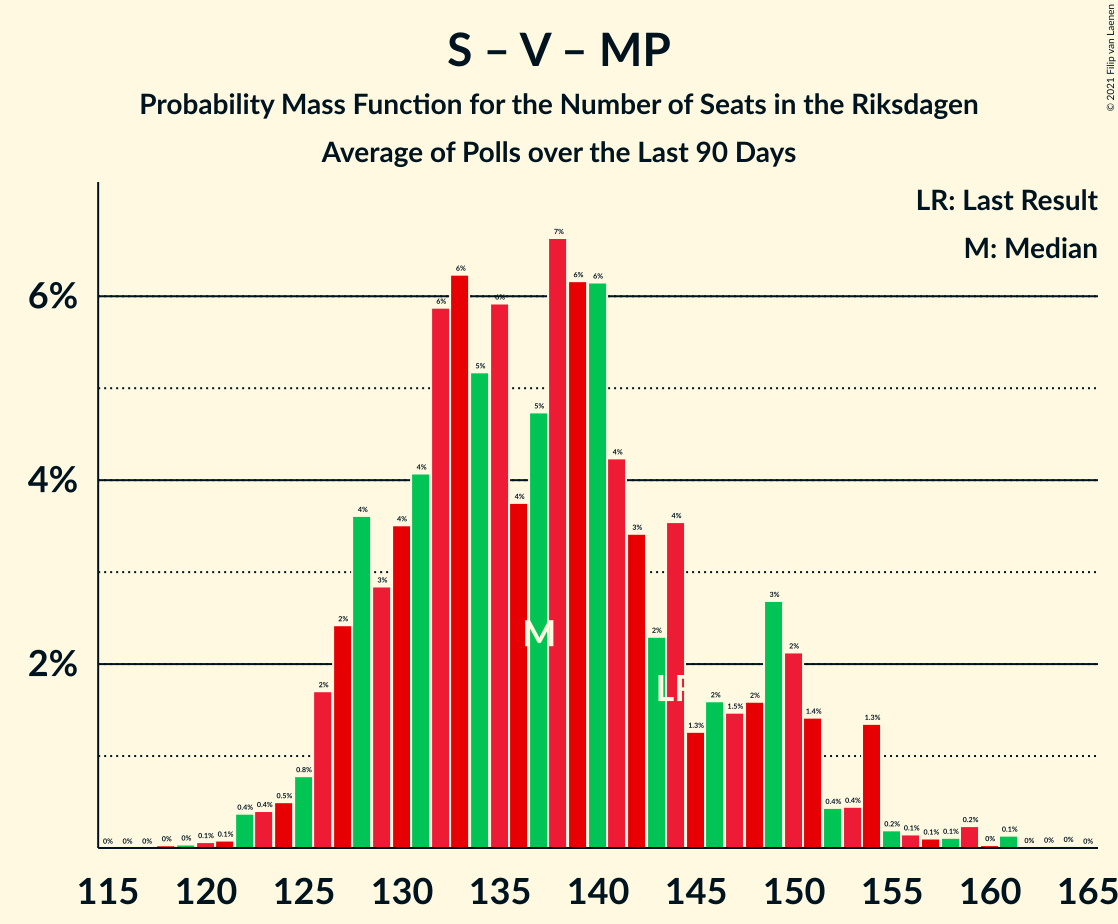 S – V – MP
Probability Mass Function for the Number of Seats in the Riksdagen
Average of Polls over the Last 90 Days
© 2021 Filip van Laenen
LR: Last Result
M: Median
6%
4%
2%
0% 0% 0% 0% 0% 0.1% 0.1% 0.4% 0.4% 0.5% 0.8% 2% 2% 4% 3% 4% 4% 6% 6% 5% 6% 4% 5% 7% 6% 6% 4% 3% 2% 4% 1.3% 2% 1.5% 2% 3% 2% 1.4% 0.4% 0.4% 1.3% 0.2% 0.1% 0.1% 0.1% 0.2% 0% 0.1% 0% 0% 0% 0%
M
LR
115 120 125 130 135 140 145 150 155 160 165